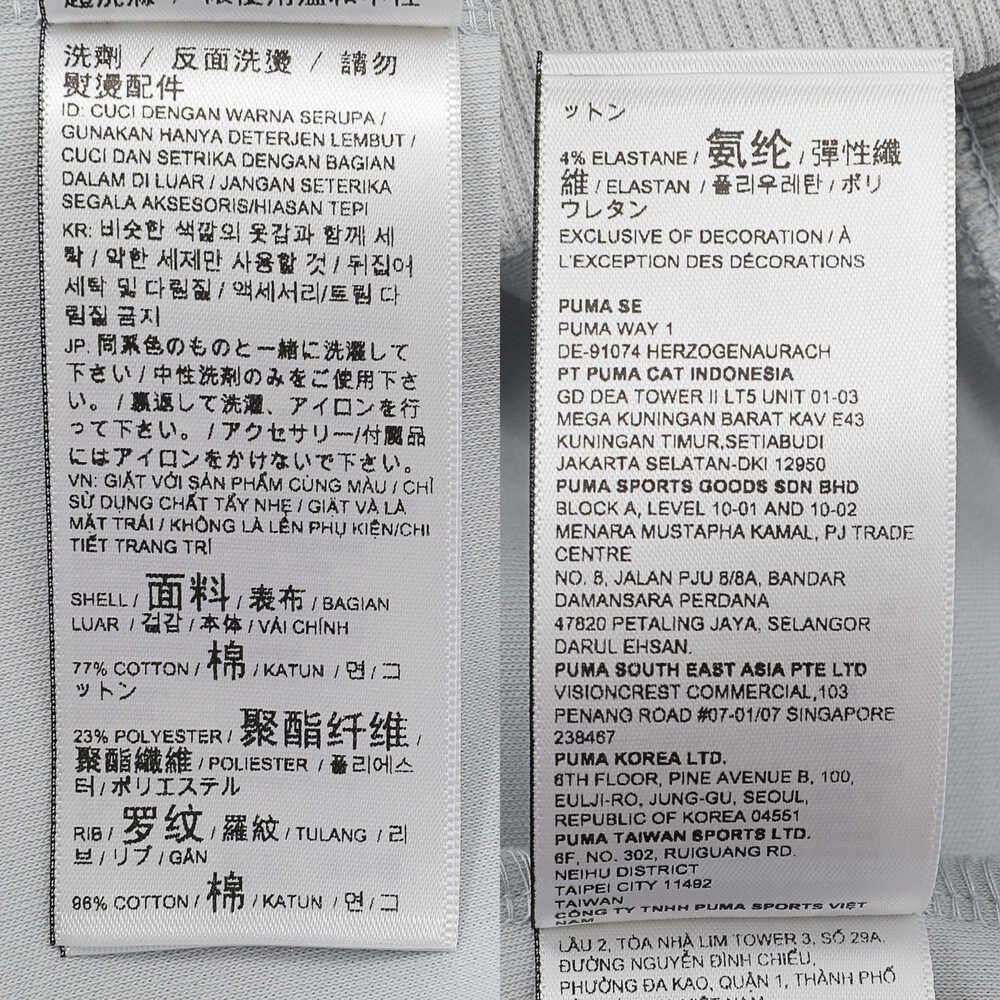 洗劑 / 反面洗燙 / 請勿
熨燙配件
ID: CUCI DENGAN WARNA SERUPA /
GUNAKAN HANYA DETERJEN LEMBUT /
CUCI DAN SETRIKA DENGAN BAGIAN
DALAM DI LUAR / JANGAN SETERIKA
SEGALA AKSESORIS/HIASAN TEPI
KR: 비슷한 색깔의 옷감과 함께 세
탁 / 약한 세제만 사용할 것 / 뒤집어
세탁 및 다림질 / 액세서리/트림 다
림질 금지
JP: 同系色のものと一緒に洗濯して
下さい / 中性洗剤のみをご使用下さ
い。 / 裏返して洗濯、アイロンを行
って下さい。 / アクセサリー/付属品
にはアイロンをかけないで下さい。
VN: GIẶT VỚI SẢN PHẨM CÙNG MÀU / CHỈ
SỬ DỤNG CHẤT TẨY NHẸ / GIẶT VÀ LÀ
MẶT TRÁI / KHÔNG LÀ LÊN PHỤ KIỆN/CHI
TIẾT TRANG TRÍ
SHELL / 面料 / 表布 / BAGIAN
LUAR / 겉감 / 本体 / VẢI CHÍNH
77% COTTON / 棉 / KATUN / 면 / コ
ットン
23% POLYESTER / 聚酯纤维 /
聚酯纖維 / POLIESTER / 폴리에스
터 / ポリエステル
RIB / 罗纹 / 羅紋 / TULANG / 리
브 / リブ / GÂN
96% COTTON / 棉 / KATUN / 면 / コ
ットン
4% ELASTANE / 氨纶 / 彈性纖
維 / ELASTAN / 폴리우레탄 / ポリ
ウレタン
EXCLUSIVE OF DECORATION / À
L'EXCEPTION DES DÉCORATIONS
PUMA SE
PUMA WAY 1
DE-91074 HERZOGENAURACH
PT PUMA CAT INDONESIA
GD DEA TOWER II LT5 UNIT 01-03
MEGA KUNINGAN BARAT KAV E43
KUNINGAN TIMUR,SETIABUDI
JAKARTA SELATAN-DKI 12950
PUMA SPORTS GOODS SDN BHD
BLOCK A, LEVEL 10-01 AND 10-02
MENARA MUSTAPHA KAMAL, PJ TRADE
CENTRE
NO. 8, JALAN PJU 8/8A, BANDAR
DAMANSARA PERDANA
47820 PETALING JAYA, SELANGOR
DARUL EHSAN.
PUMA SOUTH EAST ASIA PTE LTD
VISIONCREST COMMERCIAL,103
PENANG ROAD #07-01/07 SINGAPORE
238467
PUMA KOREA LTD.
6TH FLOOR, PINE AVENUE B, 100,
EULJI-RO, JUNG-GU, SEOUL,
REPUBLIC OF KOREA 04551
PUMA TAIWAN SPORTS LTD.
6F, NO. 302, RUIGUANG RD.
NEIHU DISTRICT
TAIPEI CITY 11492
TAIWAN
CÔNG TY TNHH PUMA SPORTS VIỆT
NAM
LẦU 2, TÒA NHÀ LIM TOWER 3, SỐ 29A,
ĐƯỜNG NGUYỄN ĐÌNH CHIỂU,
PHƯỜNG ĐA KAO, QUẬN 1, THÀNH PHỐ